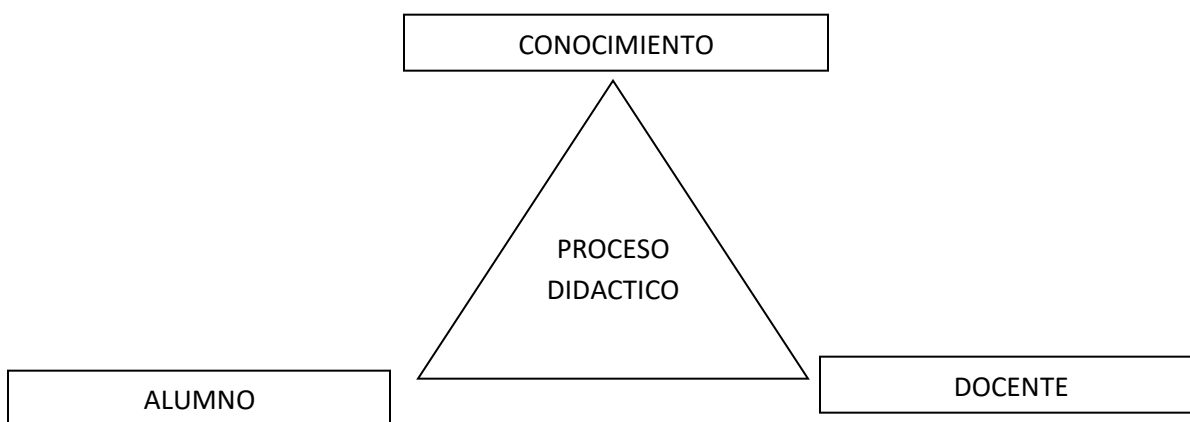 CONOCIMIENTO
PROCESO
DIDACTICO
ALUMNO
DOCENTE